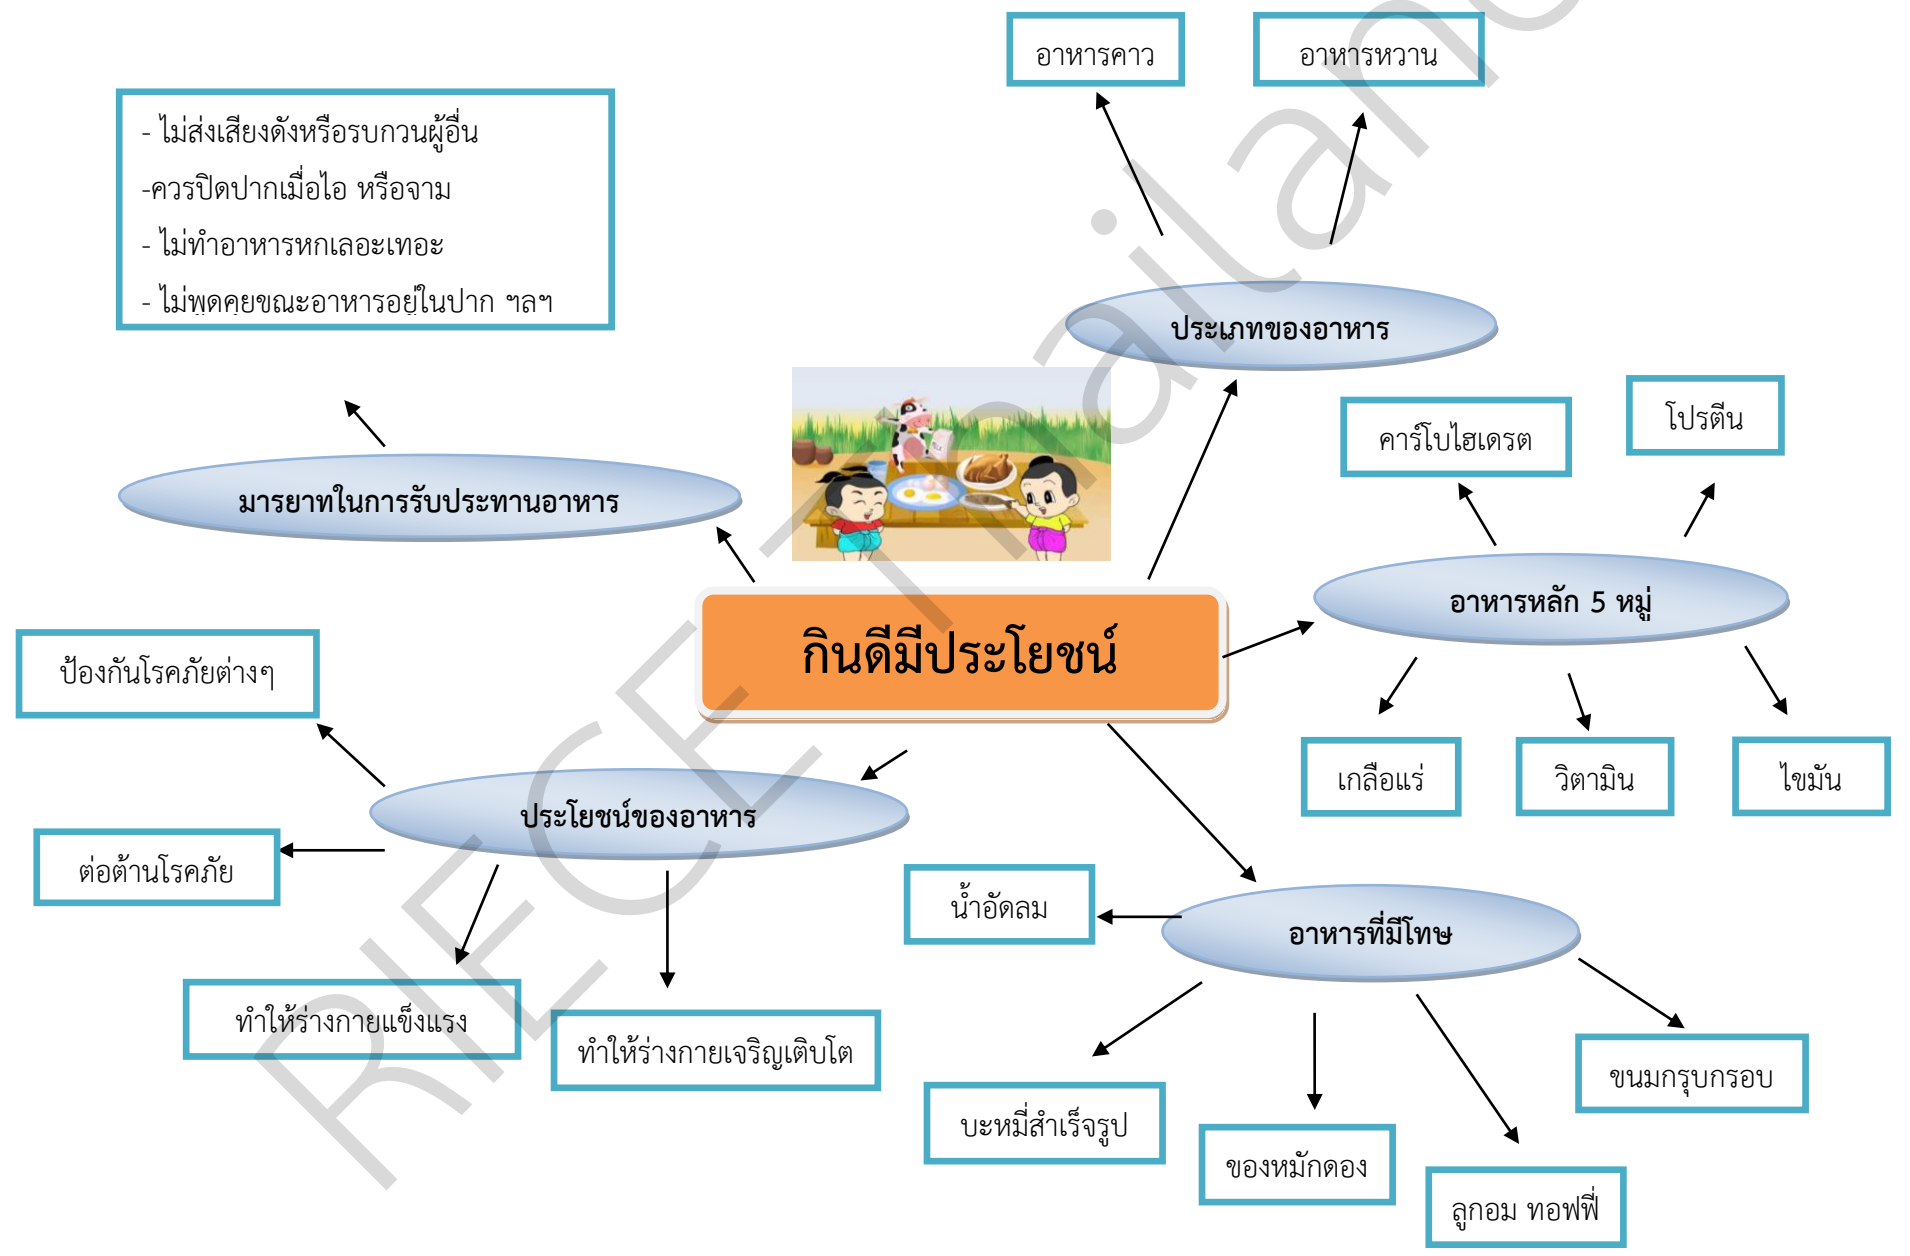 อาหารคาว
อาหารหวาน
- ไม่ส่งเสียงดังหรือรบกวนผู้อื่น
-ควรปิดปากเมื่อไอ หรือจาม
- ไม่ทำอาหารหกเลอะเทอะ
- ไม่พูดคุยขณะอาหารอยู่ในปาก ฯลฯ
ประเภทของอาหาร
คาร์โบไฮเดรต
โปรตีน
มารยาทในการรับประทานอาหาร
อาหารหลัก 5 หมู่
กินดีมีประโยชน์
ป้องกันโรคภัยต่างๆ
เกลือแร่
วิตามิน
ไขมัน
ประโยชน์ของอาหาร
ต่อต้านโรคภัย
น้ำอัดลม
อาหารที่มีโทษ
ทำให้ร่างกายแข็งแรง
ทำให้ร่างกายเจริญเติบโต
ขนมกรุบกรอบ
บะหมี่สำเร็จรูป
ของหมักดอง
ลูกอม ทอฟฟี่
RIECE Thailand